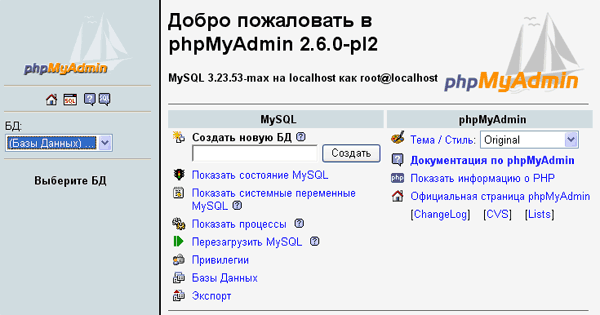 phpMyAdmin
БД:
(Базы Данных) ...
Выберите БД
Добро пожаловать в
phpMyAdmin 2.6.0-pl2
MySQL 3.23.53-max на localhost как root@localhost
phpMyAdmin
MySQL
Создать новую БД
Создать
Показать состояние MySQL
Показать системные переменные
MySQL
Показать процессы
Перезагрузить MySQL
Привилегии
Базы Данных
Экспорт
phpMyAdmin
Тема / Стиль: Original
Документация по phpMyAdmin
php Показать информацию о PHP
Официальная страница phpMyAdmin
[ChangeLog] [CVS] [Lists]